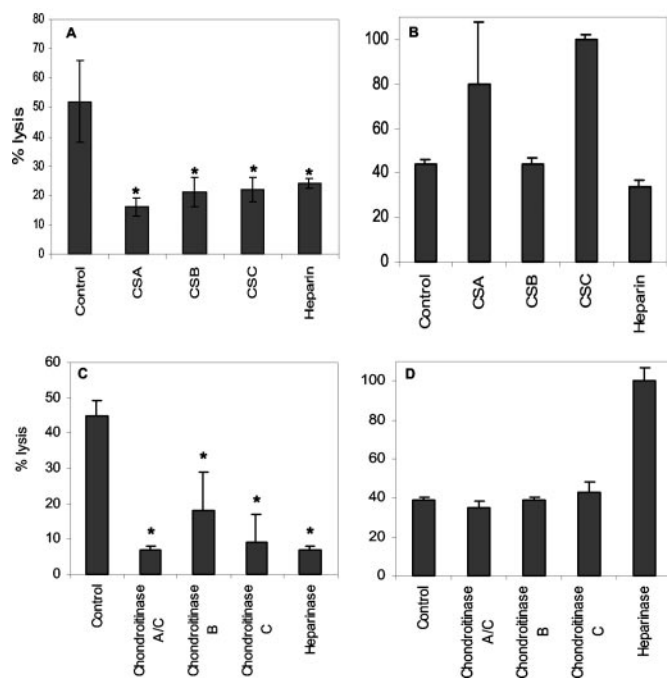 A
% lysis
80
70
60
50
40
30
20
10
0
*
*
*
*
Control
CSA
CSB
CSC
Heparin
B
100
80
60
40
20
0
Control
CSA
CSB
CSC
Heparin
C
% lysis
60
50
40
30
20
10
0
*
*
*
*
Control
Chondroitinase
A/C
Chondroitinase
B
Chondroitinase
C
Heparinase
D
100
80
60
40
20
0
Control
Chondroitinase
A/C
Chondroitinase
B
Chondroitinase
C
Heparinase